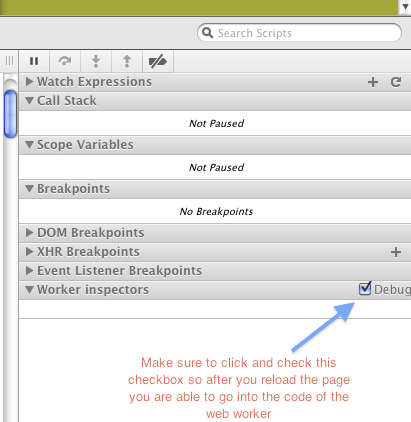 Search Scripts
Watch Expressions
Call Stack
Not Paused
Scope Variables
Not Paused
Breakpoints
No Breakpoints
DOM Breakpoints
XHR Breakpoints
Event Listener Breakpoints
Worker inspectors Debug
Make sure to click and check this
checkbox so after you reload the page
you are able to go into the code of the
web worker